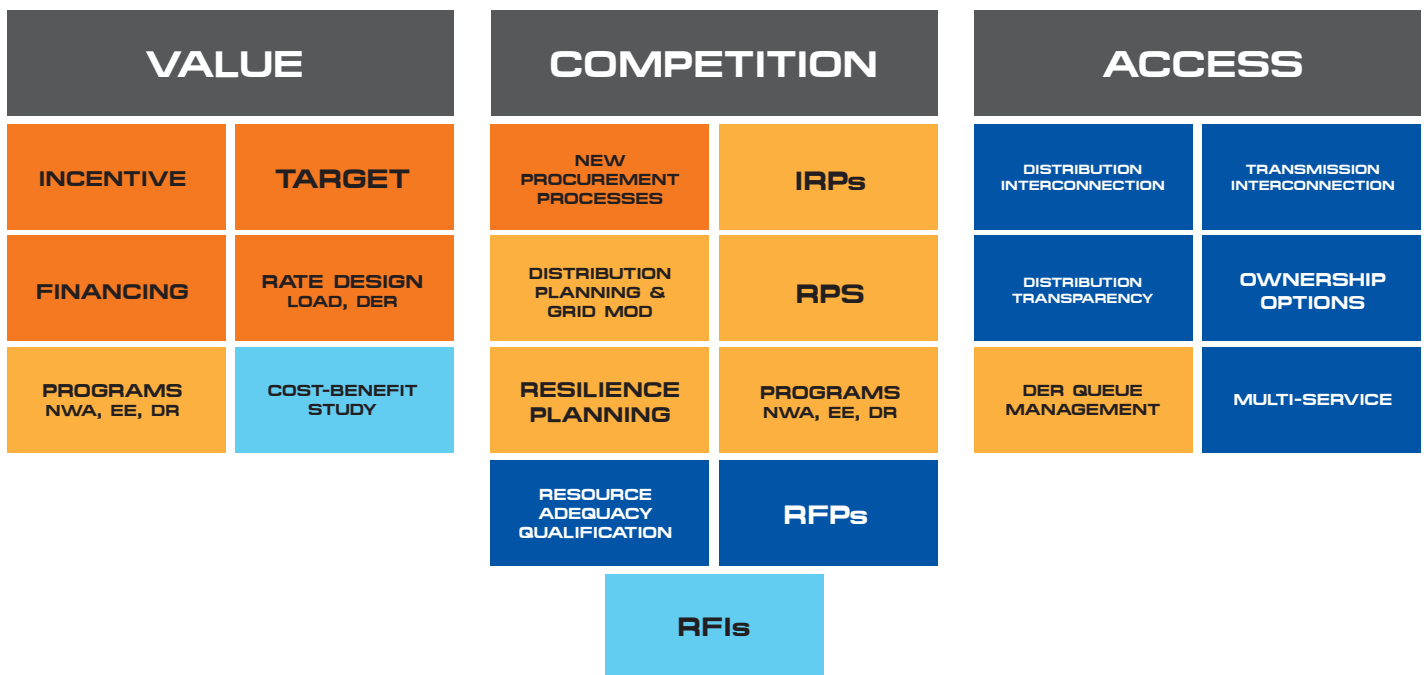 VALUE
INCENTIVE
TARGET
FINANCING
RATE DESIGN
LOAD, DER
PROGRAMS
NWA, EE, DR
COST-BENEFIT
STUDY
COMPETITION
NEW
PROCUREMENT
PROCESSES
IRPs
DISTRIBUTION
PLANNING &
GRID MOD
RPS
RESILIENCE
PLANNING
PROGRAMS
NWA, EE, DR
RESOURCE
ADEQUACY
QUALIFICATION
RFPs
RFIs
ACCESS
DISTRIBUTION
INTERCONNECTION
TRANSMISSION
INTERCONNECTION
DISTRIBUTION
TRANSPARENCY
OWNERSHIP
OPTIONS
DER QUEUE
MANAGEMENT
MULTI-SERVICE